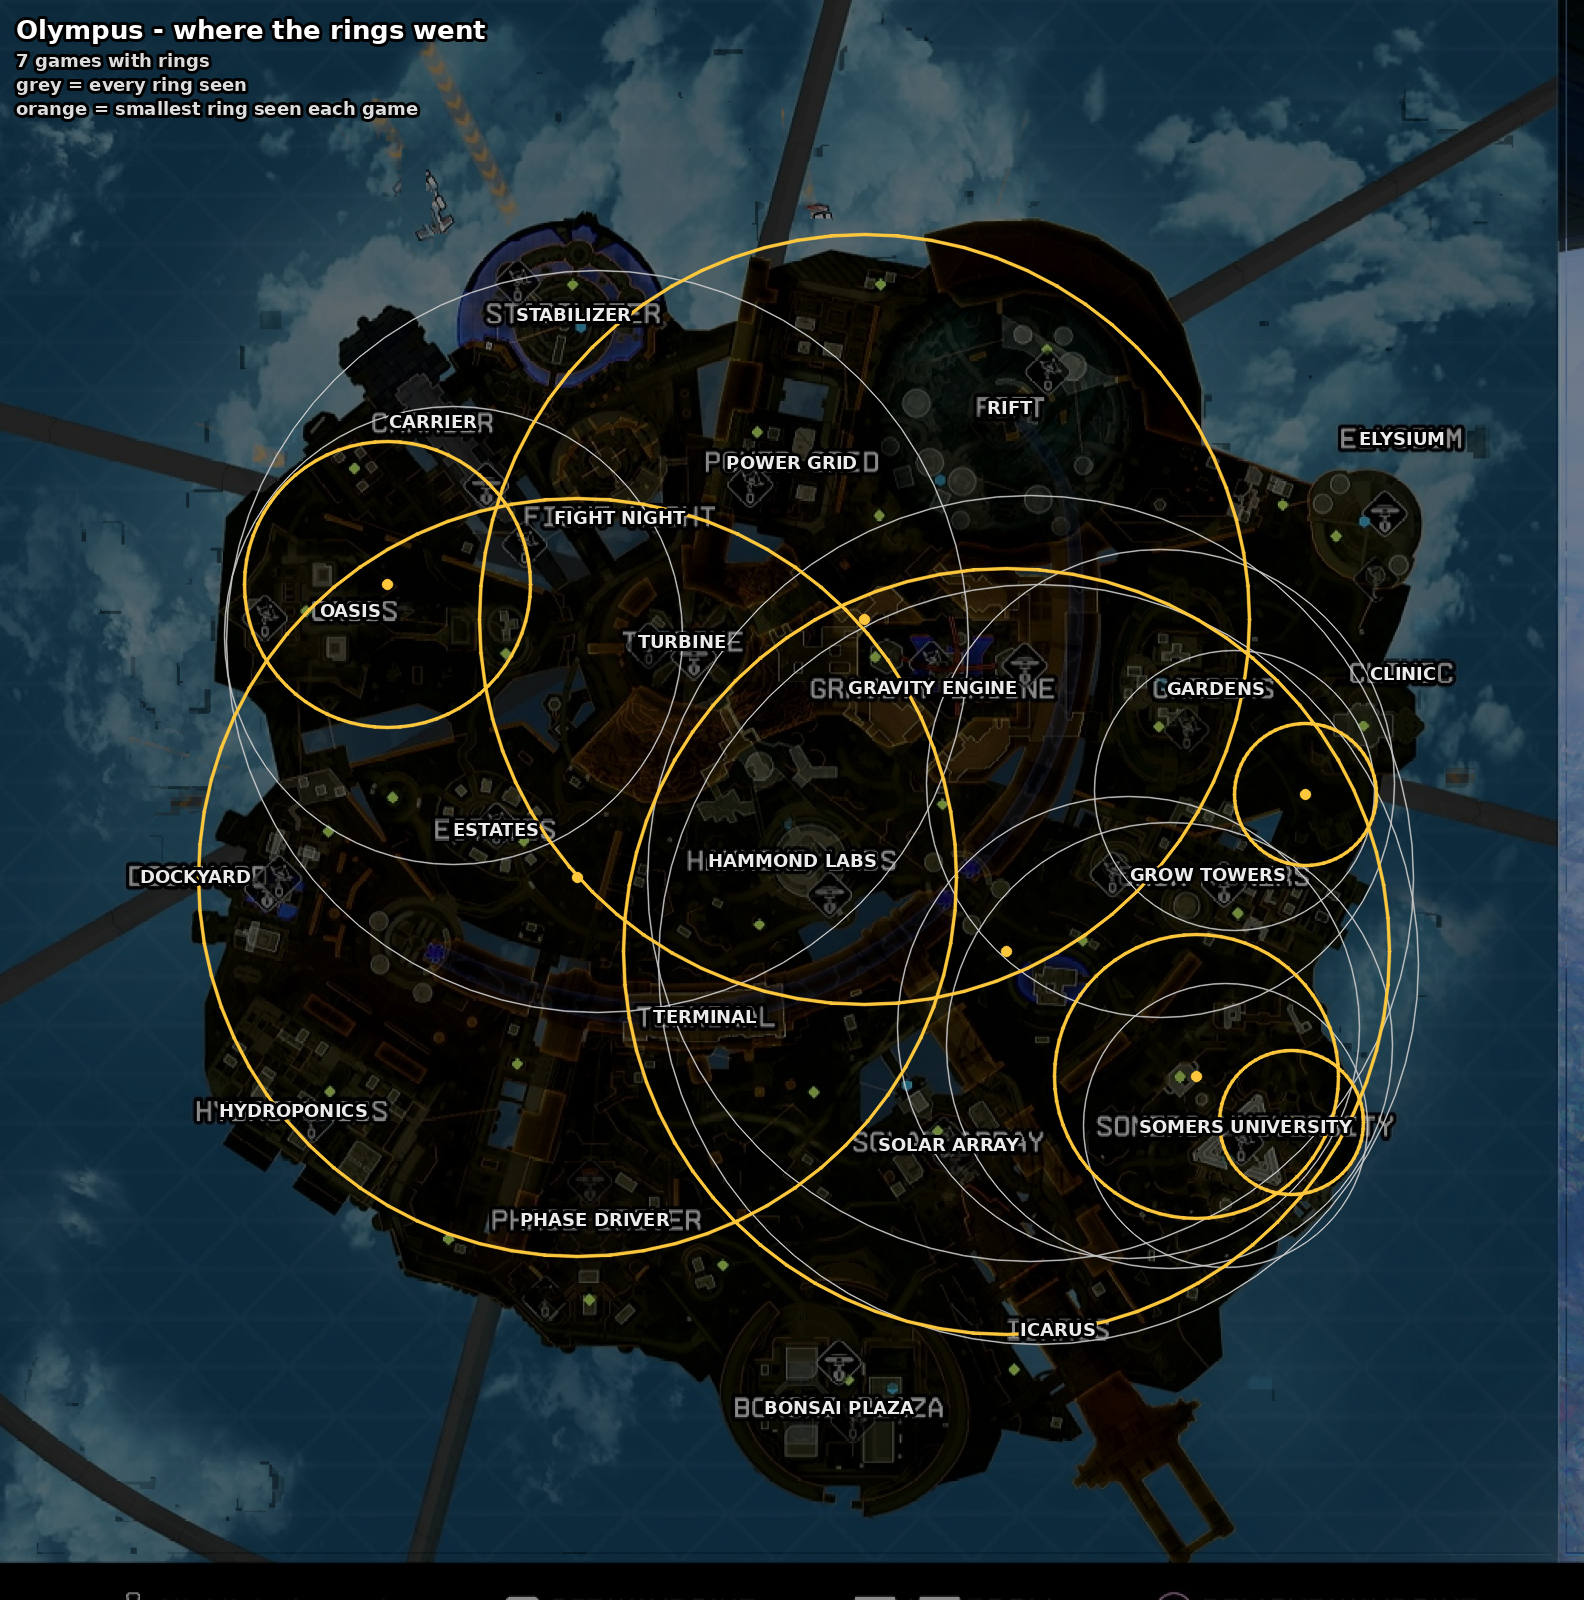 Olympus - where the rings went
7 games with rings
grey = every ring seen
orange = smallest ring seen each game
STABILIZER
CARRIER
RIFT
ELYSIUM
POWER GRID
FIGHT NIGHT
OASIS
TURBINE
CLINIC
GRAVITY ENGINE
GARDENS
ESTATES
HAMMOND LABS
DOCKYARD
GROW TOWERS
TERMINAL
HYDROPONICS
SOMERS UNIVERSITY
SOLAR ARRAY
PHASE DRIVER
ICARUS
BONSAI PLAZA